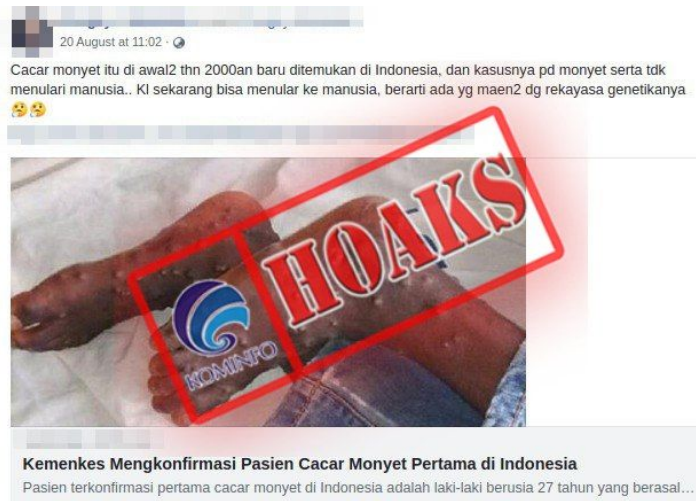 20 August at 11:02 ·
Cacar monyet itu di awal2 thn 2000an baru ditemukan di Indonesia, dan kasusnya pd monyet serta tdk
menulari manusia.. Kl sekarang bisa menular ke manusia, berarti ada yg maen2 dg rekayasa genetikanya
🤔🤔
HOAKS
KOMINFO
Kemenkes Mengkonfirmasi Pasien Cacar Monyet Pertama di Indonesia
Pasien terkonfirmasi pertama cacar monyet di Indonesia adalah laki-laki berusia 27 tahun yang berasal...